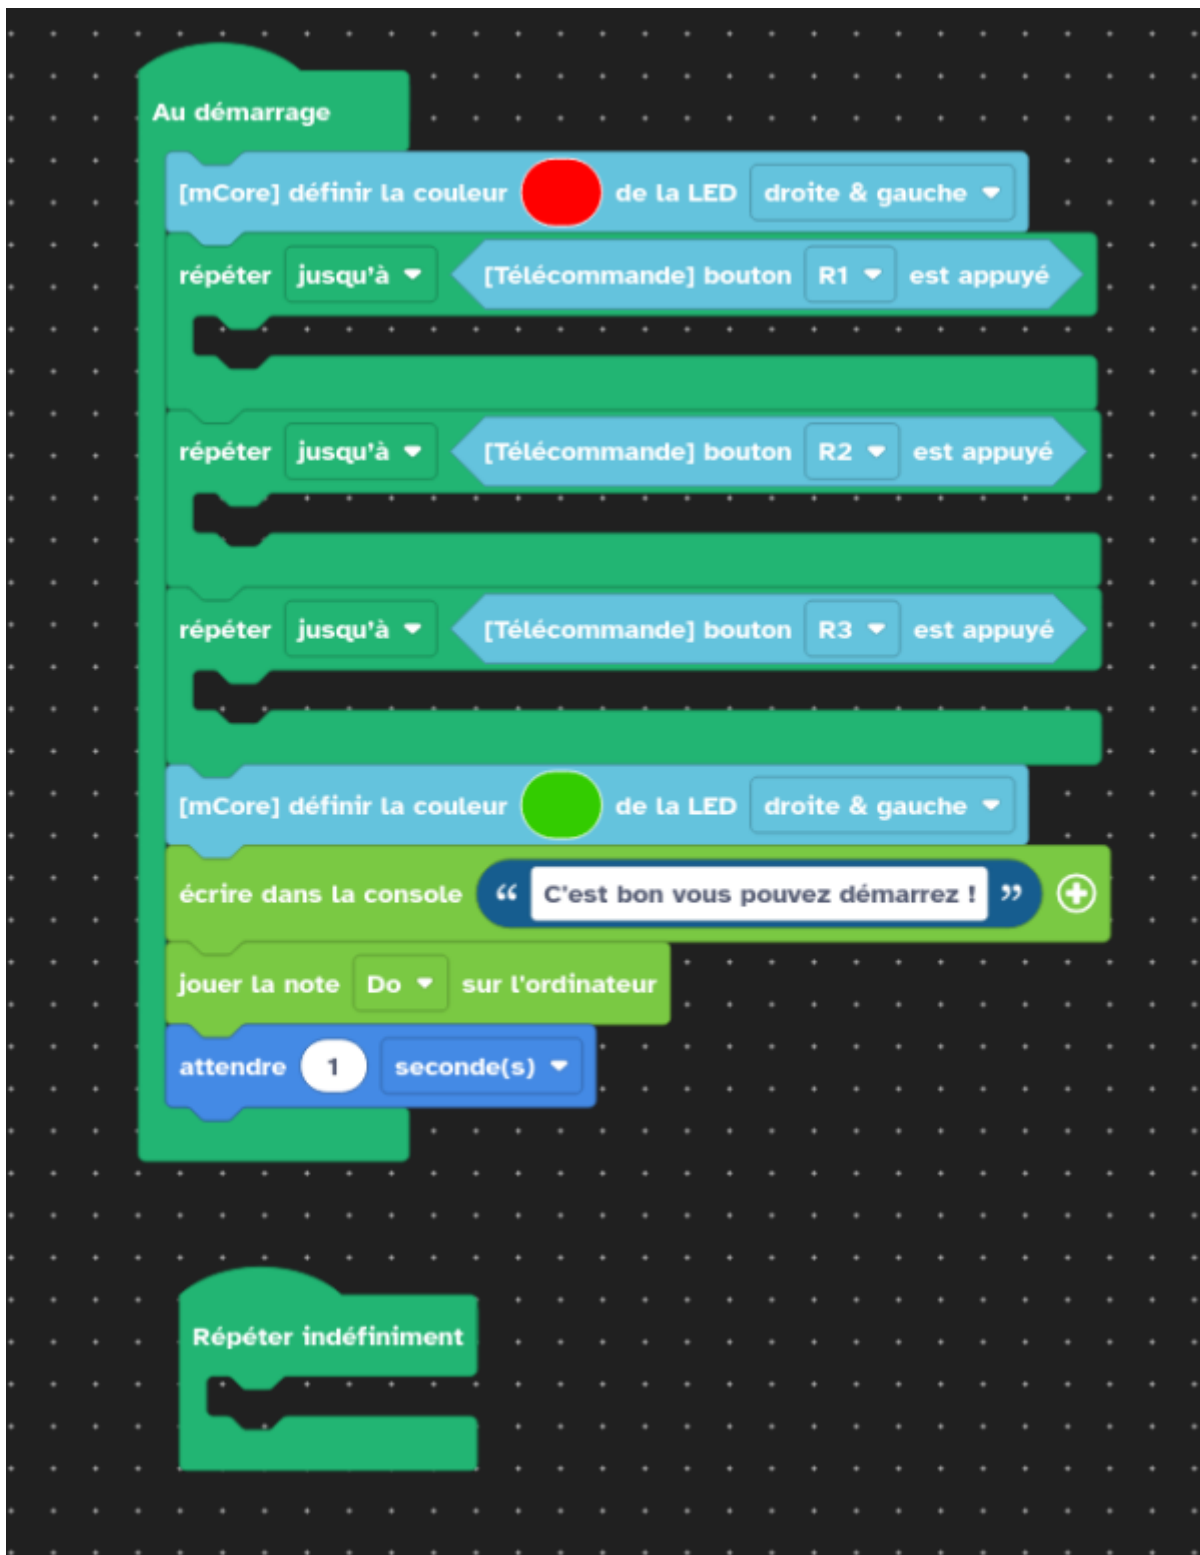 Au démarrage
[mCore] définir la couleur de la LED droite & gauche
répéter jusqu'à [Télécommande] bouton R1 est appuyé
répéter jusqu'à [Télécommande] bouton R2 est appuyé
répéter jusqu'à [Télécommande] bouton R3 est appuyé
[mCore] définir la couleur de la LED droite & gauche
écrire dans la console “ C'est bon vous pouvez démarrez ! ”
jouer la note Do sur l'ordinateur
attendre 1 seconde(s)
Répéter indéfiniment